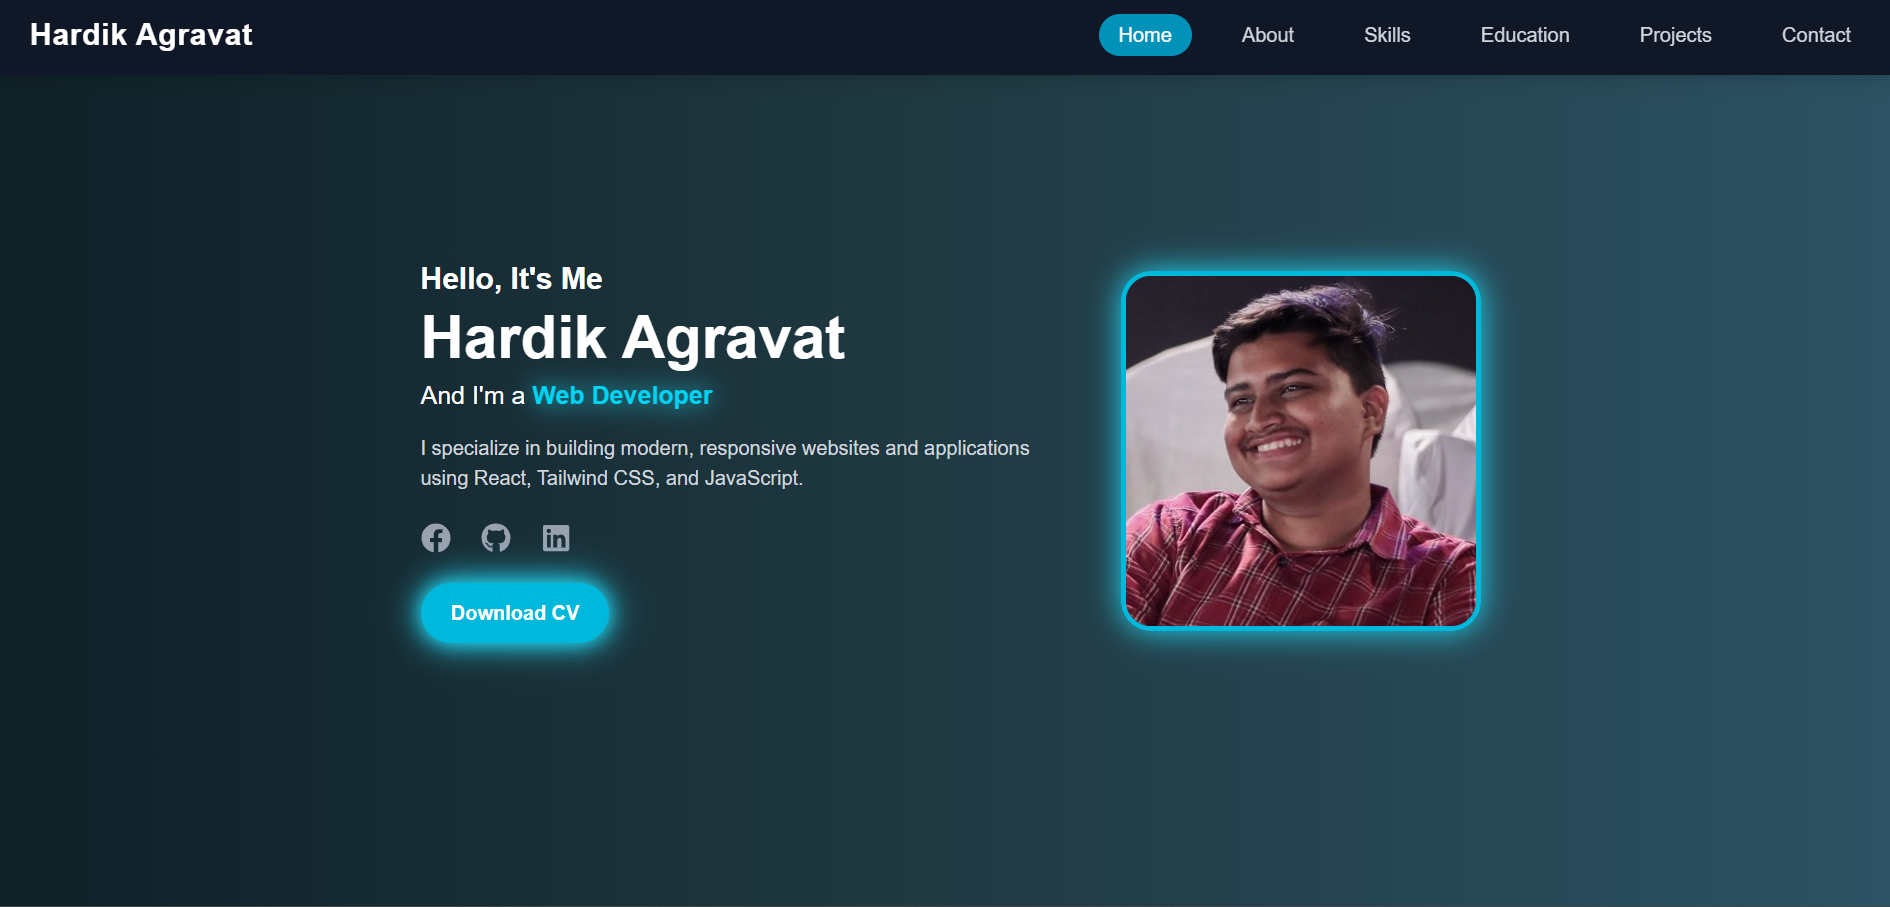 Hardik Agravat
Home About Skills Education Projects Contact
Hello, It's Me
Hardik Agravat
And I'm a Web Developer
I specialize in building modern, responsive websites and applications
using React, Tailwind CSS, and JavaScript.
Download CV